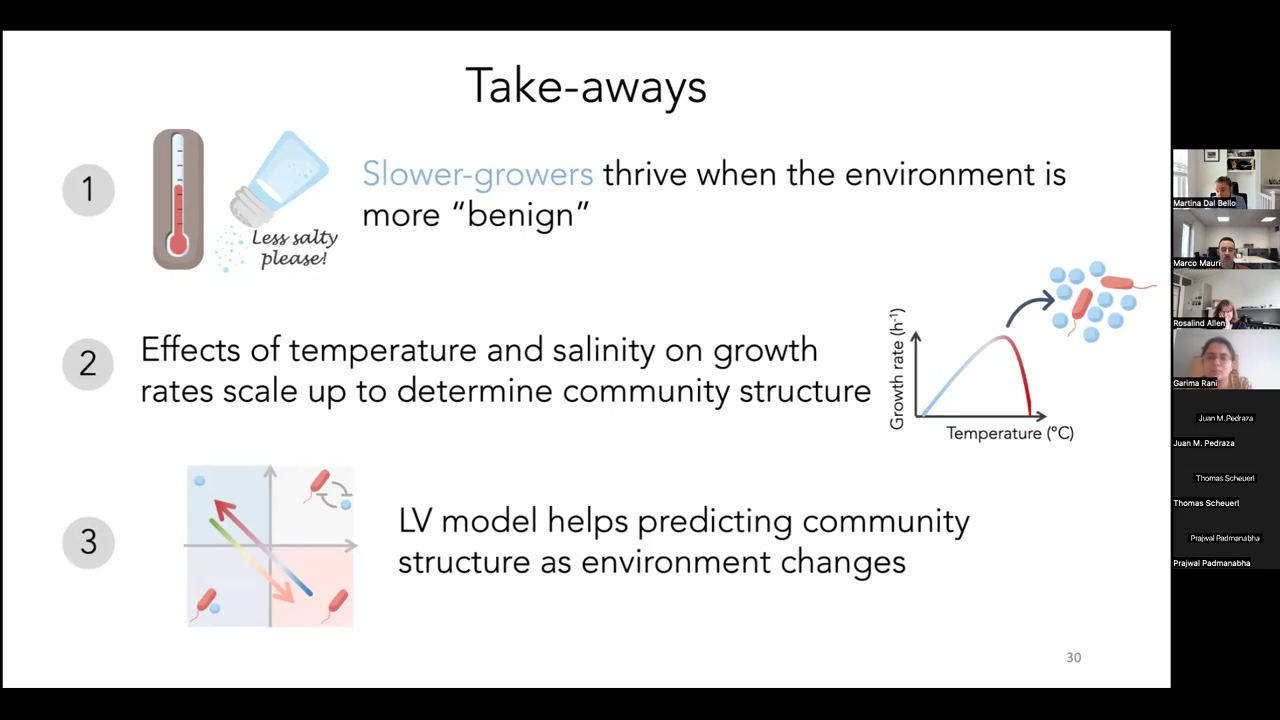 Take-aways
1
Less salty
please!
Slower-growers thrive when the environment is
more “benign”
2
Effects of temperature and salinity on growth
rates scale up to determine community structure
Growth rate (h-¹)
Temperature (°C)
3
LV model helps predicting community
structure as environment changes
30
Martina Dal Bello
Marco Mauri
Rosalind Allen
Garima Rani
Juan M. Pedraza
Juan M. Pedraza
Thomas Scheuerl
Thomas Scheuerl
Prajwal Padmanabha
Prajwal Padmanabha